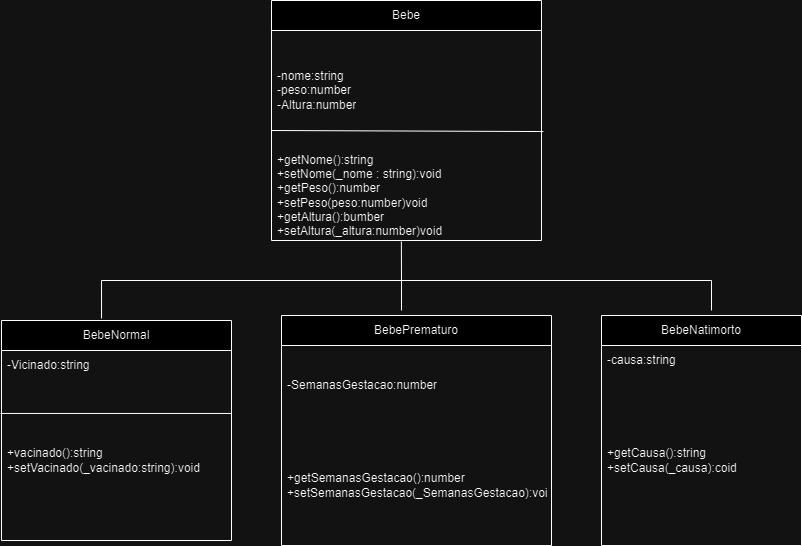 Bebe
-nome:string
-peso:number
-Altura:number
+getNome():string
+setNome(_nome : string):void
+getPeso():number
+setPeso(peso:number)void
+getAltura():bumber
+setAltura(_altura:number)void
BebeNormal
-Vicinado:string
+vacinado():string
+setVacinado(_vacinado:string):void
BebePrematuro
-SemanasGestacao:number
+getSemanasGestacao():number
+setSemanasGestacao(_SemanasGestacao):voi
BebeNatimorto
-causa:string
+getCausa():string
+setCausa(_causa):coid